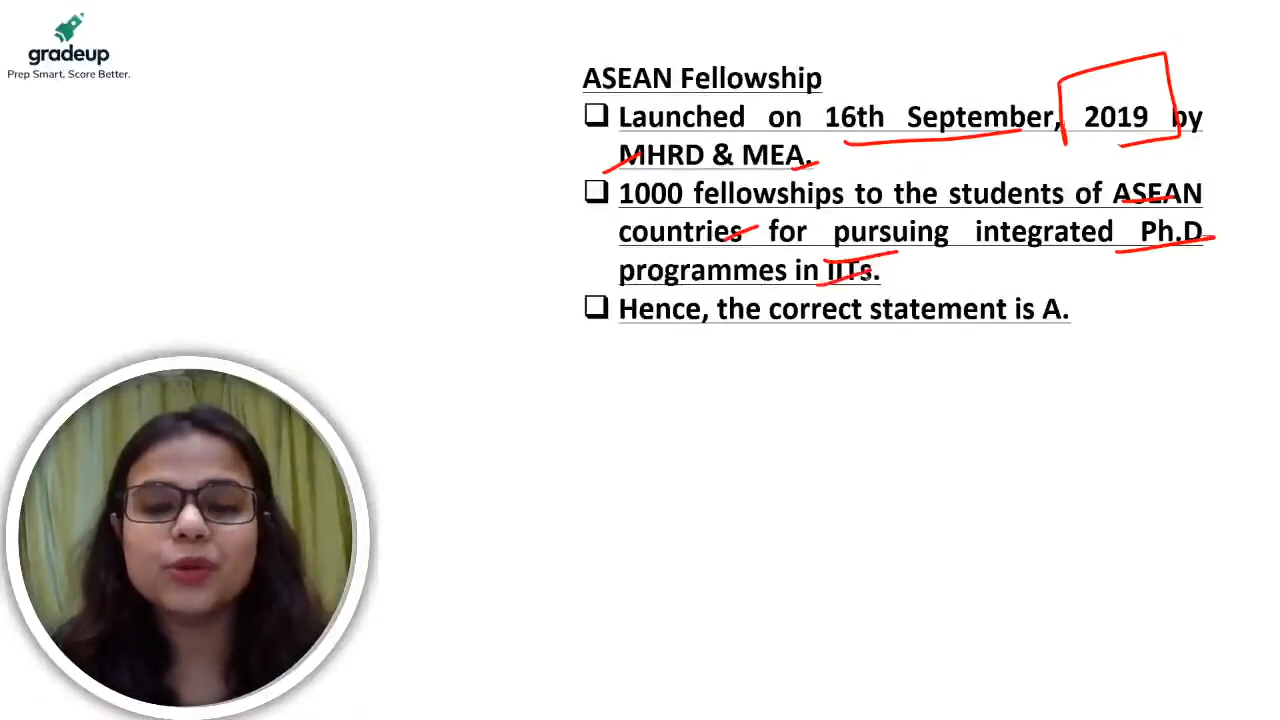 gradeup
Prep Smart, Score Better.
ASEAN Fellowship
❑ Launched on 16th September, 2019 by
MHRD & MEA.
❑ 1000 fellowships to the students of ASEAN
countries for pursuing integrated Ph.D
programmes in IITs.
❑ Hence, the correct statement is A.